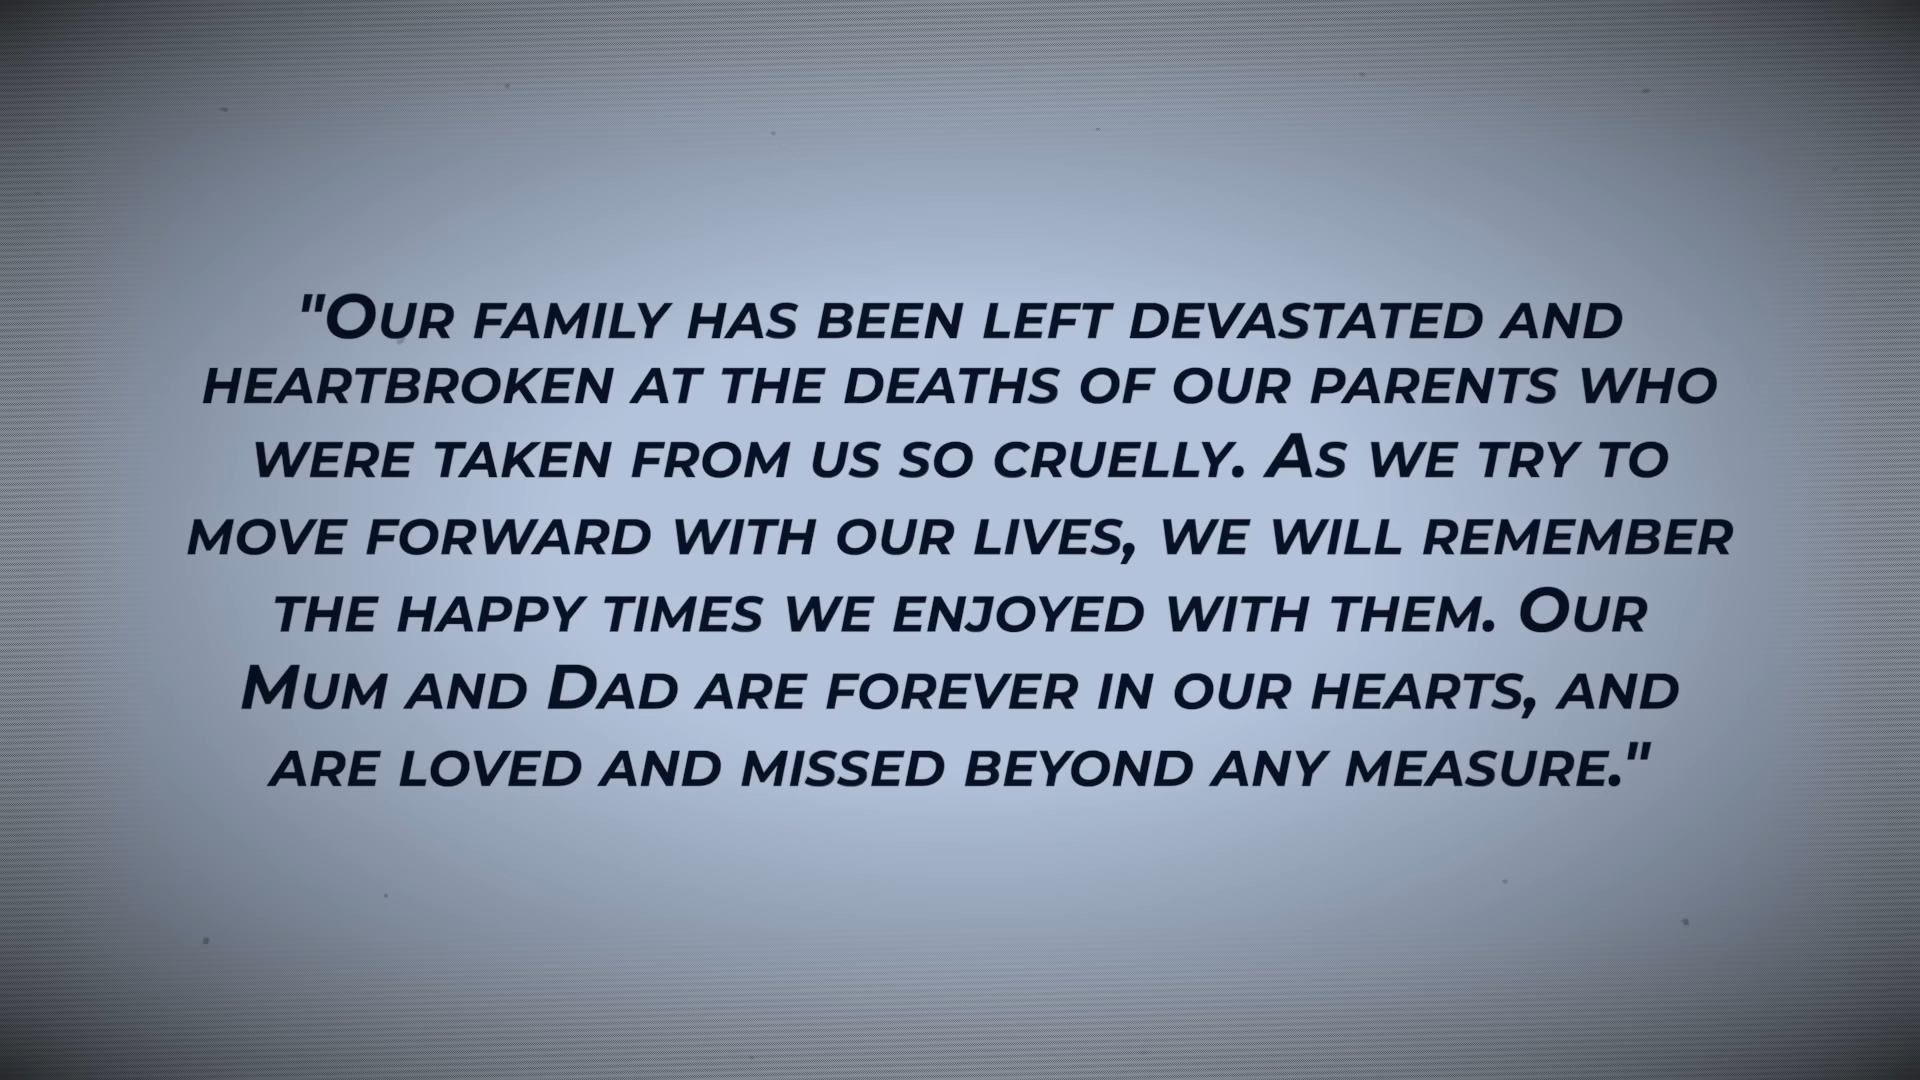 "Our family has been left devastated and
heartbroken at the deaths of our parents who
were taken from us so cruelly. As we try to
move forward with our lives, we will remember
the happy times we enjoyed with them. Our
Mum and Dad are forever in our hearts, and
are loved and missed beyond any measure."